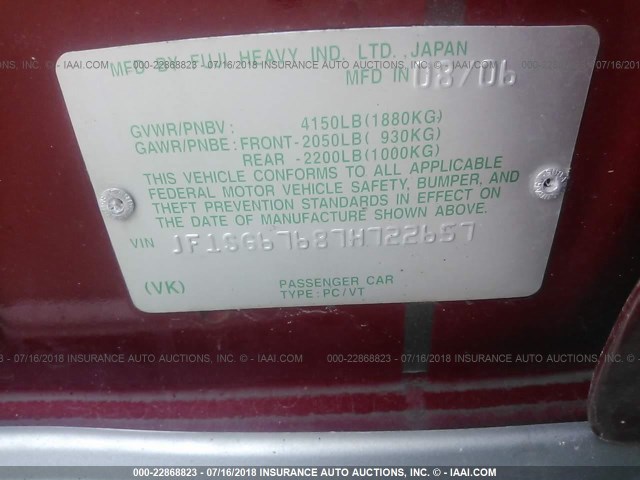 MFD BY FUJI HEAVY IND. LTD. JAPAN
MFD IN 08/06
GVWR/PNBV : 4150LB(1880KG)
GAWR/PNBE : FRONT-2050LB( 930KG)
REAR -2200LB(1000KG)
THIS VEHICLE CONFORMS TO ALL APPLICABLE
FEDERAL MOTOR VEHICLE SAFETY, BUMPER, AND
THEFT PREVENTION STANDARDS IN EFFECT ON
THE DATE OF MANUFACTURE SHOWN ABOVE.
VIN JF1SG67687H722657
(VK) PASSENGER CAR
TYPE: PC/VT
00-22868823 / 07/16/2018 INSURANCE AUTO AUCTIONS, INC. © - IAAI.COM
000-22868823 07/16/2018 INSURANCE AUTO AUCTIONS, INC. © - IAAI.COM
000-22868823 07/16/2018 INSURANCE AUTO AUCTIONS, INC. © - IAAI.COM